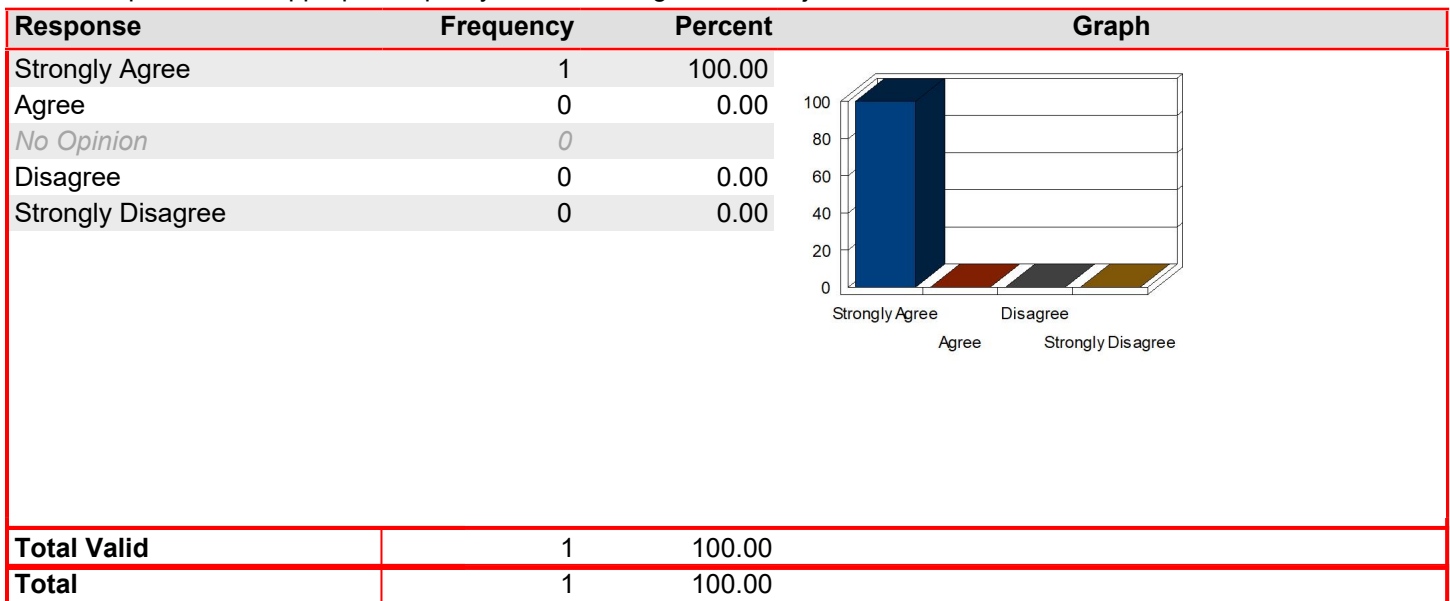 Response Frequency Percent Graph
Strongly Agree 1 100.00
Agree 0 0.00
No Opinion 0
Disagree 0 0.00
Strongly Disagree 0 0.00
100
80
60
40
20
0
Strongly Agree Disagree
Agree Strongly Disagree
Total Valid 1 100.00
Total 1 100.00